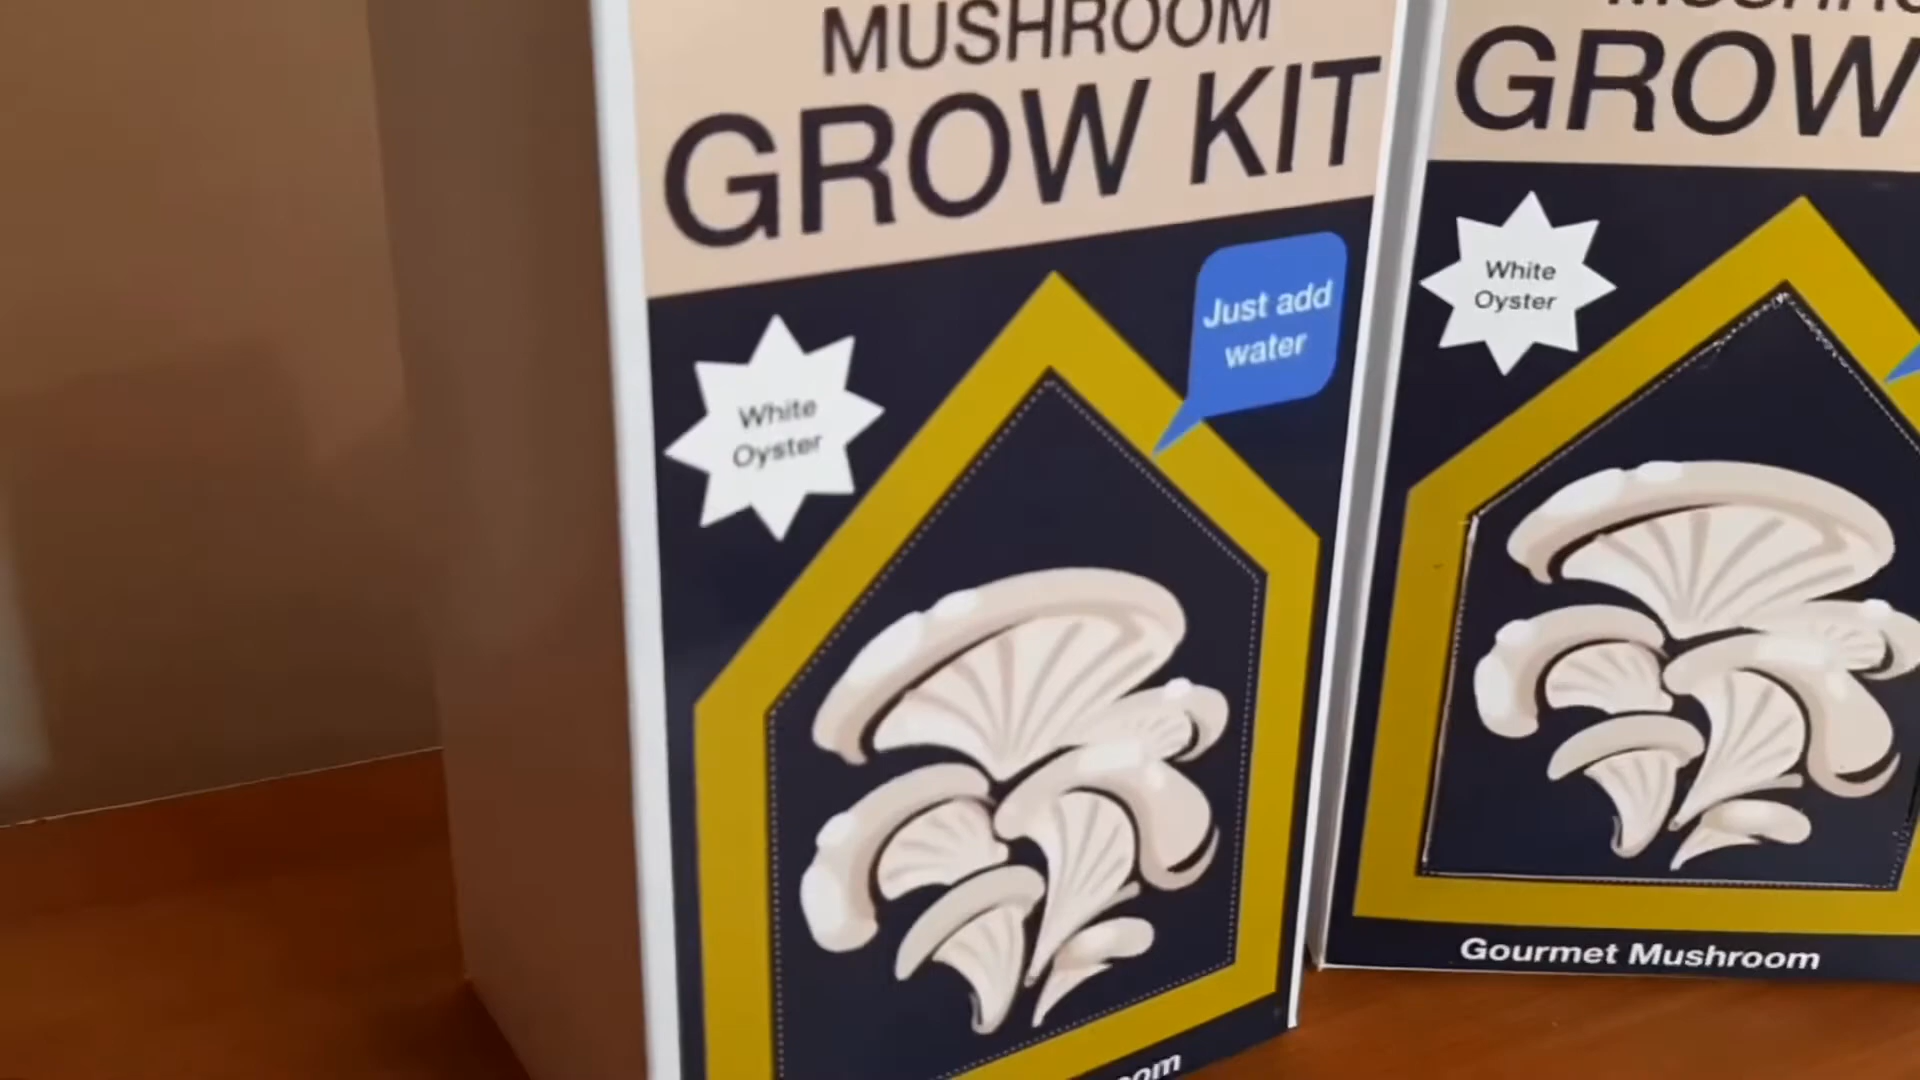 MUSHROOM
GROW KIT
White
Oyster
Just add
water
GROW
White
Oyster
Gourmet Mushroom